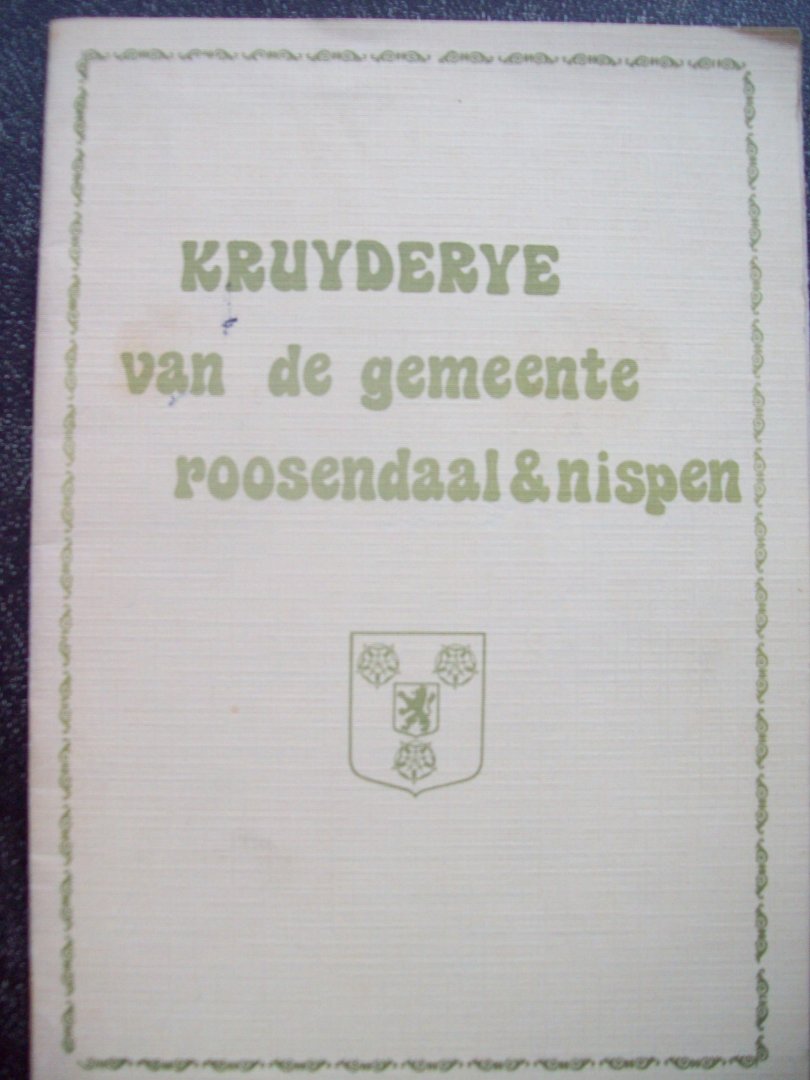 KRUYDERYE
van de gemeente
roosendaal & nispen